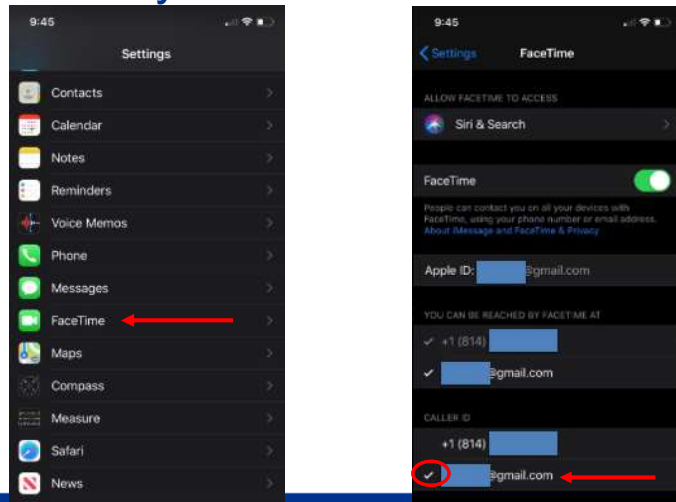 9:45
Settings
Contacts
Calendar
Notes
Reminders
Voice Memos
Phone
Messages
FaceTime
Maps
Compass
Measure
Safari
News
9:45
Settings FaceTime
ALLOW FACETIME TO ACCESS
Siri & Search
FaceTime
People can contact you on all your devices with
FaceTime, using your phone number or email address.
About iMessage and FaceTime & Privacy
Apple ID: @gmail.com
YOU CAN BE REACHED BY FACETIME AT
+1 (814)
@gmail.com
CALLER ID
+1 (814)
@gmail.com